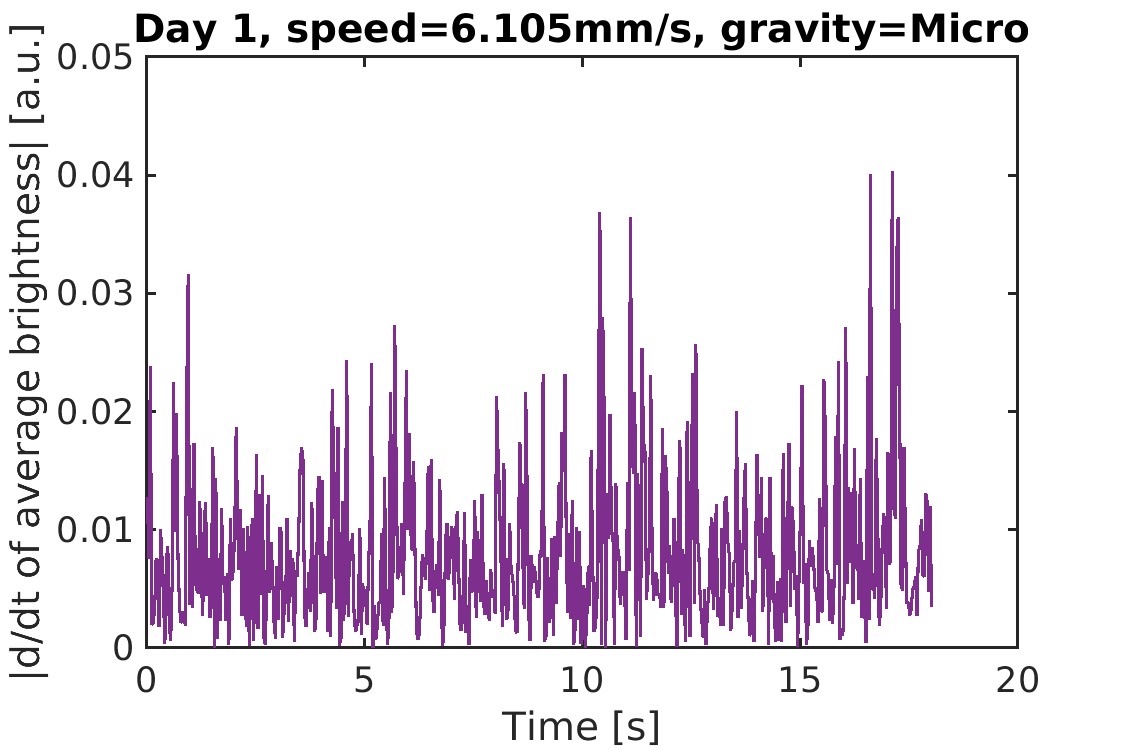 Day 1, speed=6.105mm/s, gravity=Micro
|d/dt of average brightness| [a.u.]
0.05
0.04
0.03
0.02
0.01
0
0 5 10 15 20
Time [s]